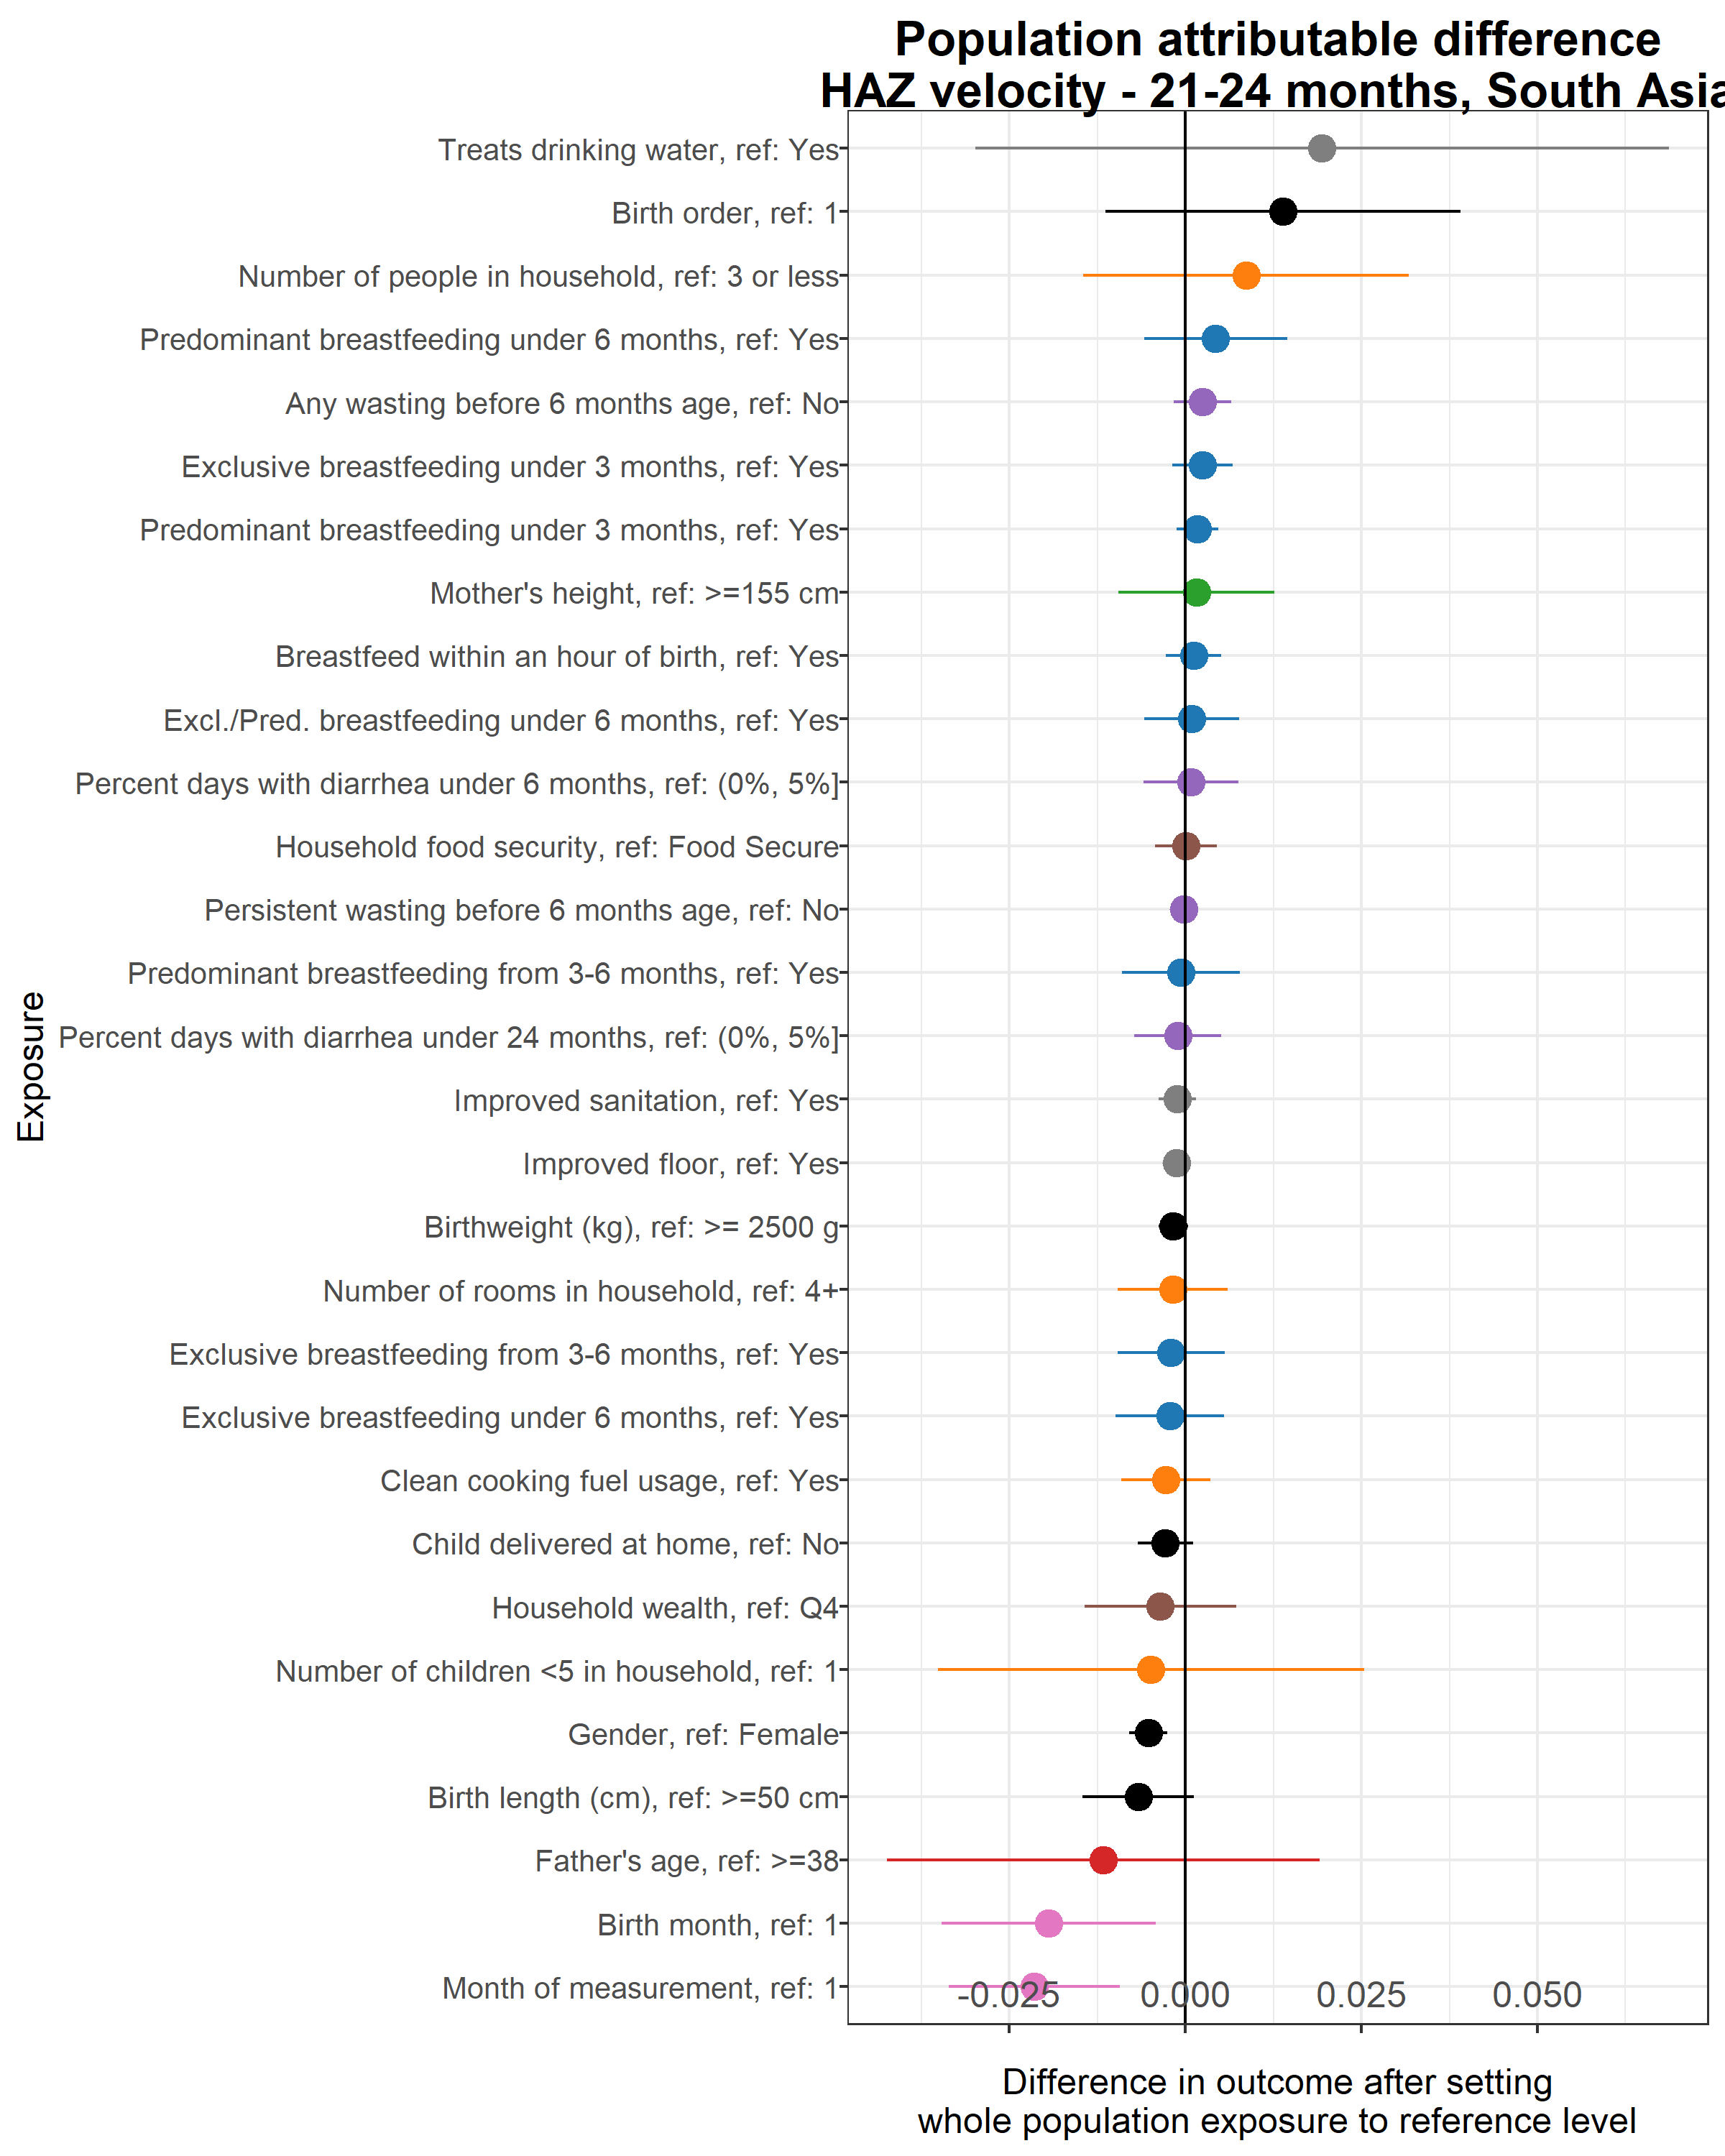 Population attributable difference
HAZ velocity - 21-24 months, South Asia
Treats drinking water, ref: Yes
Birth order, ref: 1
Number of people in household, ref: 3 or less
Predominant breastfeeding under 6 months, ref: Yes
Any wasting before 6 months age, ref: No
Exclusive breastfeeding under 3 months, ref: Yes
Predominant breastfeeding under 3 months, ref: Yes
Mother's height, ref: >=155 cm
Breastfeed within an hour of birth, ref: Yes
Excl./Pred. breastfeeding under 6 months, ref: Yes
Percent days with diarrhea under 6 months, ref: (0%, 5%]
Household food security, ref: Food Secure
Persistent wasting before 6 months age, ref: No
Predominant breastfeeding from 3-6 months, ref: Yes
Percent days with diarrhea under 24 months, ref: (0%, 5%]
Improved sanitation, ref: Yes
Improved floor, ref: Yes
Birthweight (kg), ref: >= 2500 g
Number of rooms in household, ref: 4+
Exclusive breastfeeding from 3-6 months, ref: Yes
Exclusive breastfeeding under 6 months, ref: Yes
Clean cooking fuel usage, ref: Yes
Child delivered at home, ref: No
Household wealth, ref: Q4
Number of children <5 in household, ref: 1
Gender, ref: Female
Birth length (cm), ref: >=50 cm
Father's age, ref: >=38
Birth month, ref: 1
Month of measurement, ref: 1
Exposure
-0.025 0.000 0.025 0.050
Difference in outcome after setting
whole population exposure to reference level